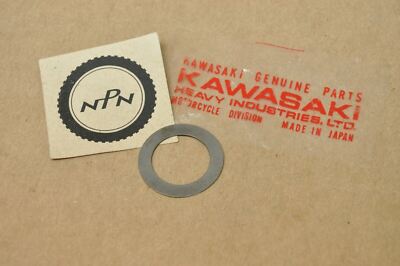 NPN
KAWASAKI GENUINE PARTS
KAWASAKI
HEAVY INDUSTRIES, LTD.
MOTORCYCLE DIVISION MADE IN JAPAN